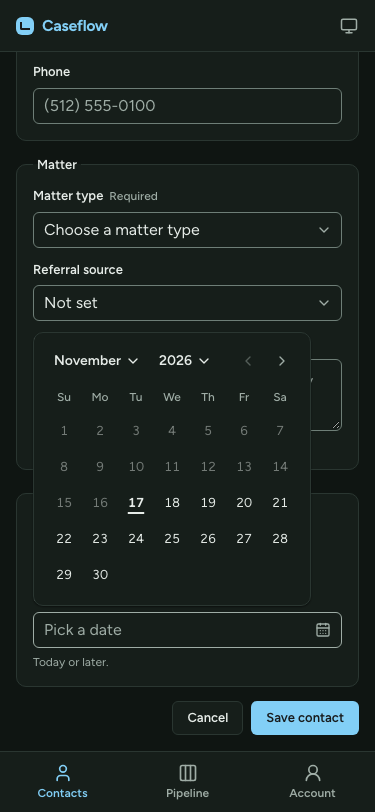 Caseflow
Phone
(512) 555-0100
Matter
Matter type Required
Choose a matter type
Referral source
Not set
November 2026
Su Mo Tu We Th Fr Sa
1 2 3 4 5 6 7
8 9 10 11 12 13 14
15 16 17 18 19 20 21
22 23 24 25 26 27 28
29 30
Pick a date
Today or later.
Cancel Save contact
Contacts Pipeline Account